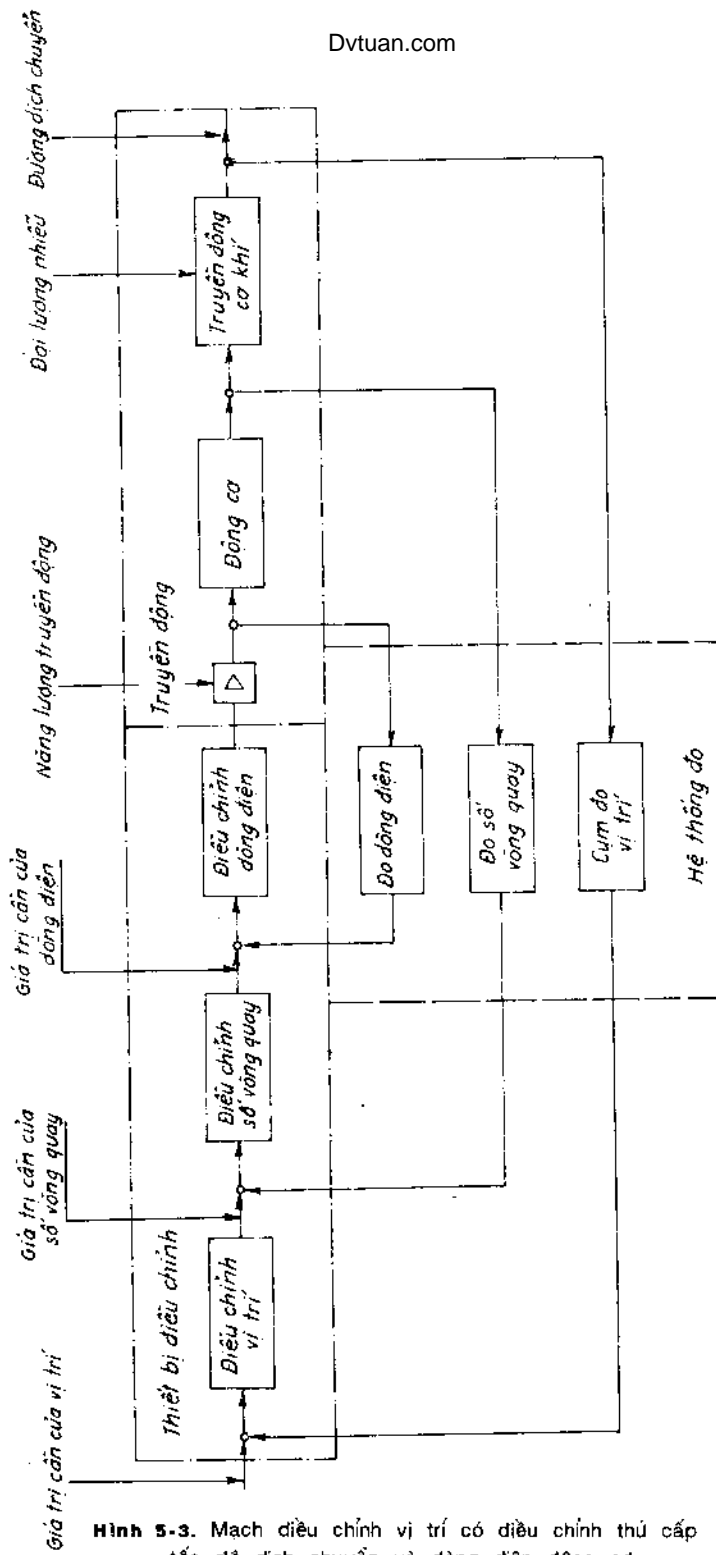 Dvtuan.com
Giá trị cần của vị trí
Giá trị cần của
số vòng quay
Giá trị cần của
dòng điện
Năng lượng truyền động
Đại lượng nhiễu
Đường dịch chuyển
Thiết bị điều chỉnh
Điều chỉnh
vị trí
Điều chỉnh
số vòng quay
Điều chỉnh
dòng điện
Truyền động
Động cơ
Truyền động
cơ khí
Đo dòng điện
Đo số
vòng quay
Cụm đo
vị trí
Hệ thống đo
Hình 5-3. Mạch điều chỉnh vị trí có điều chỉnh thứ cấp